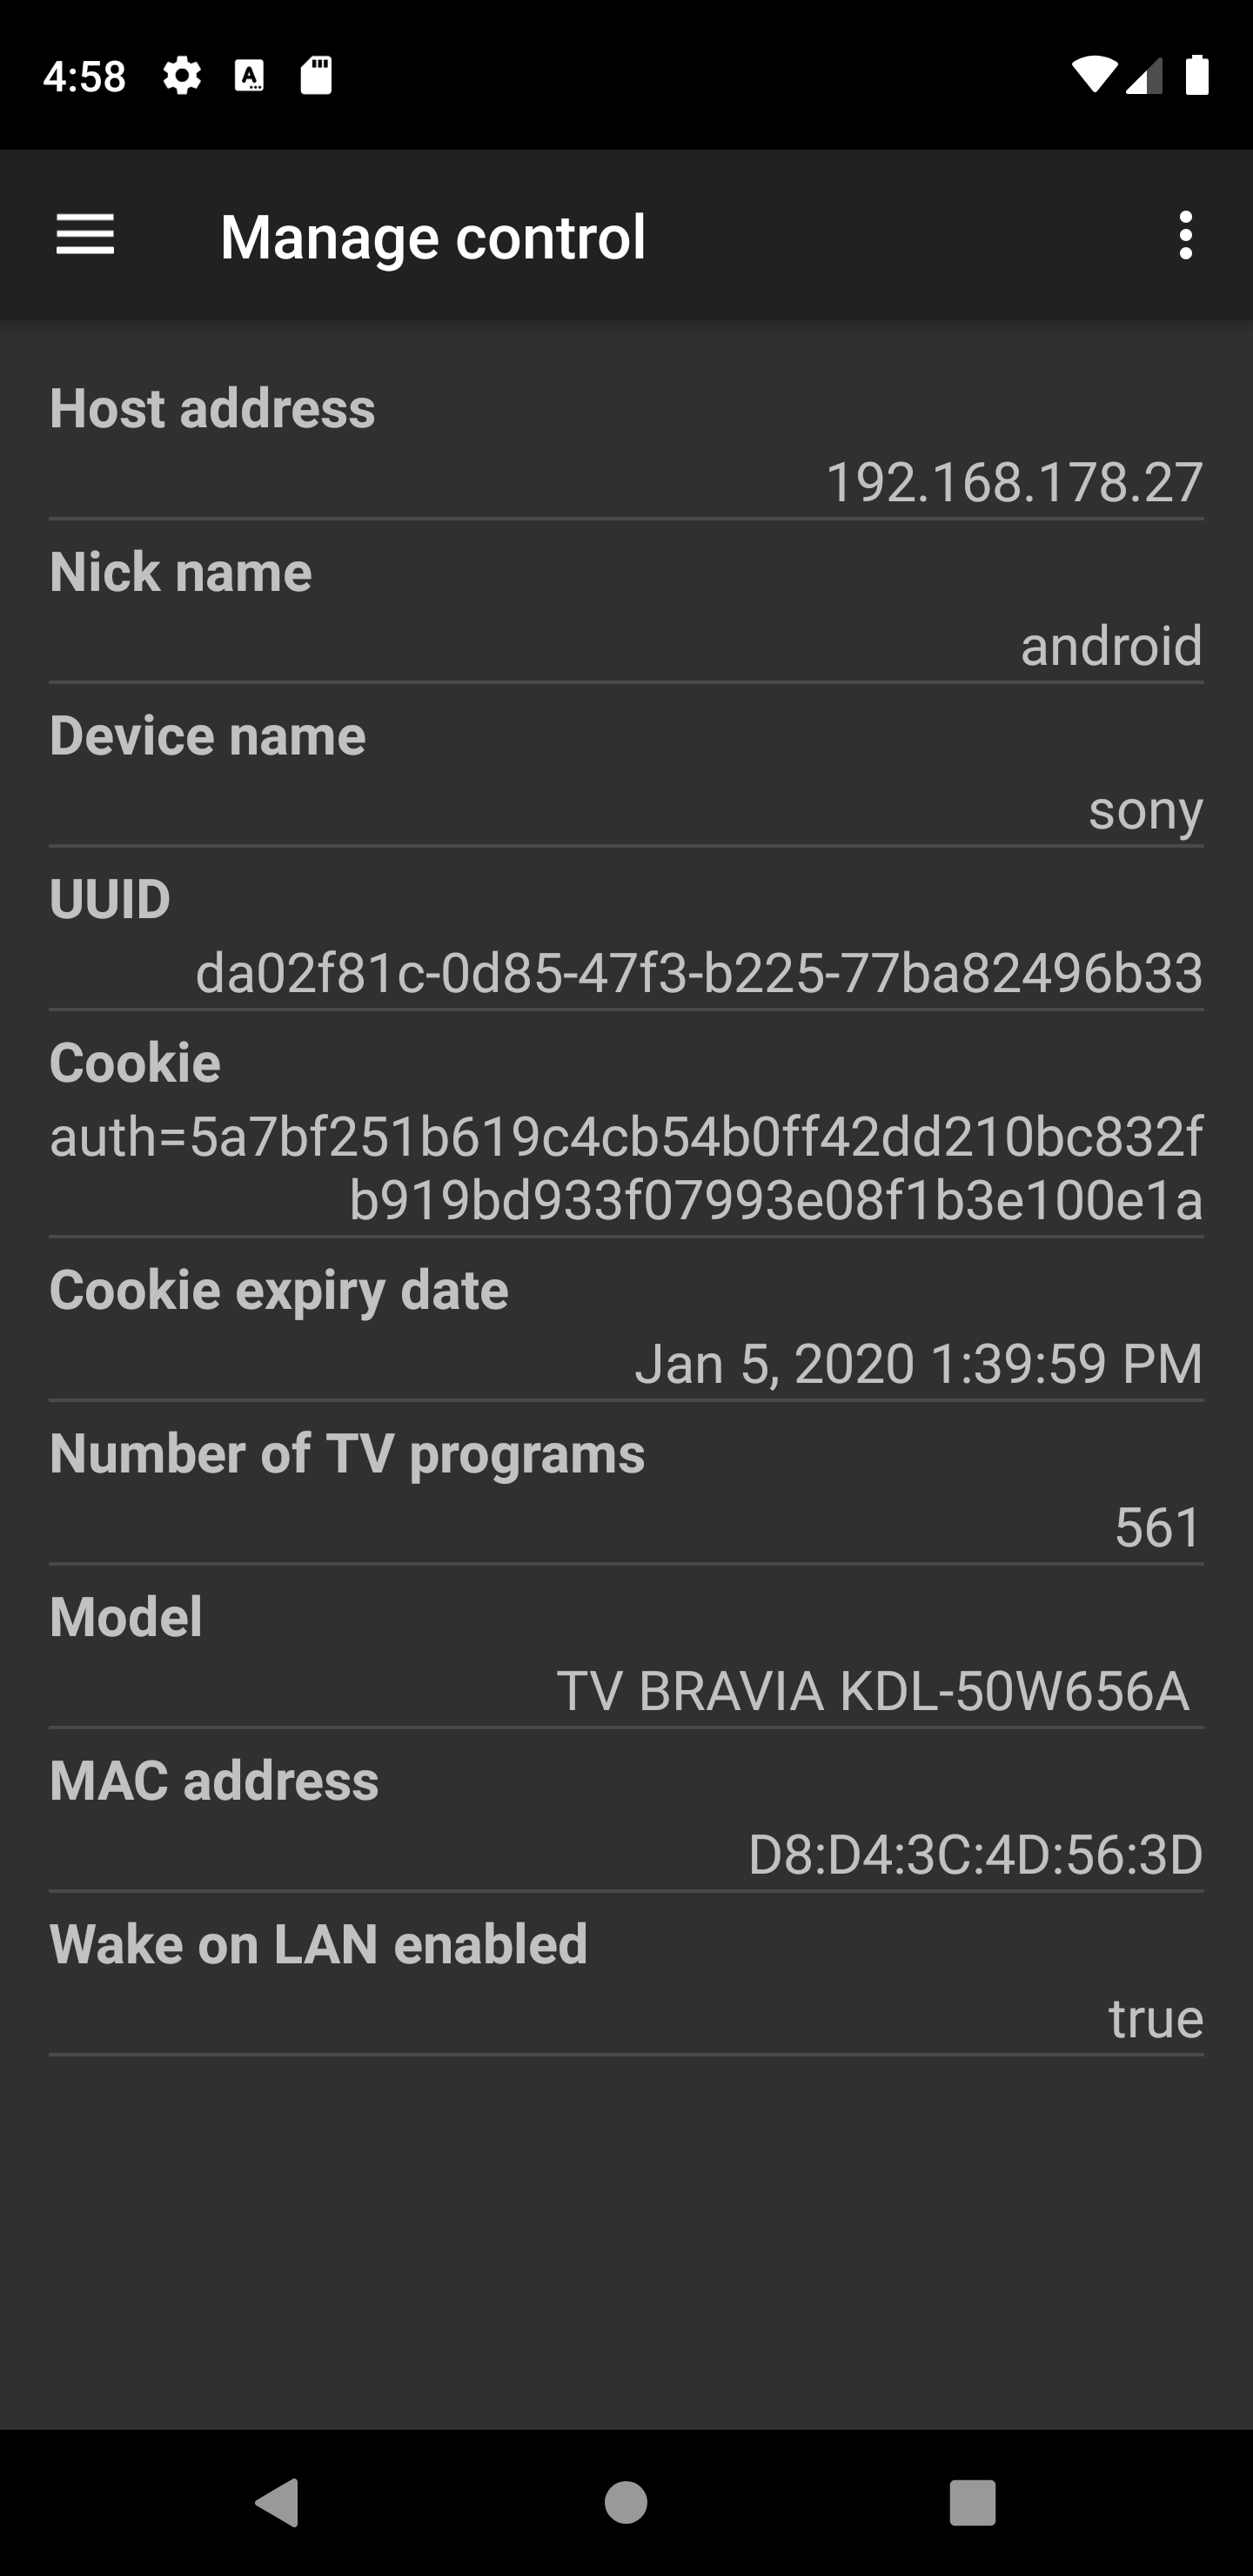 4:58
Manage control
Host address
192.168.178.27
Nick name
android
Device name
sony
UUID
da02f81c-0d85-47f3-b225-77ba82496b33
Cookie
auth=5a7bf251b619c4cb54b0ff42dd210bc832f
b919bd933f07993e08f1b3e100e1a
Cookie expiry date
Jan 5, 2020 1:39:59 PM
Number of TV programs
561
Model
TV BRAVIA KDL-50W656A
MAC address
D8:D4:3C:4D:56:3D
Wake on LAN enabled
true